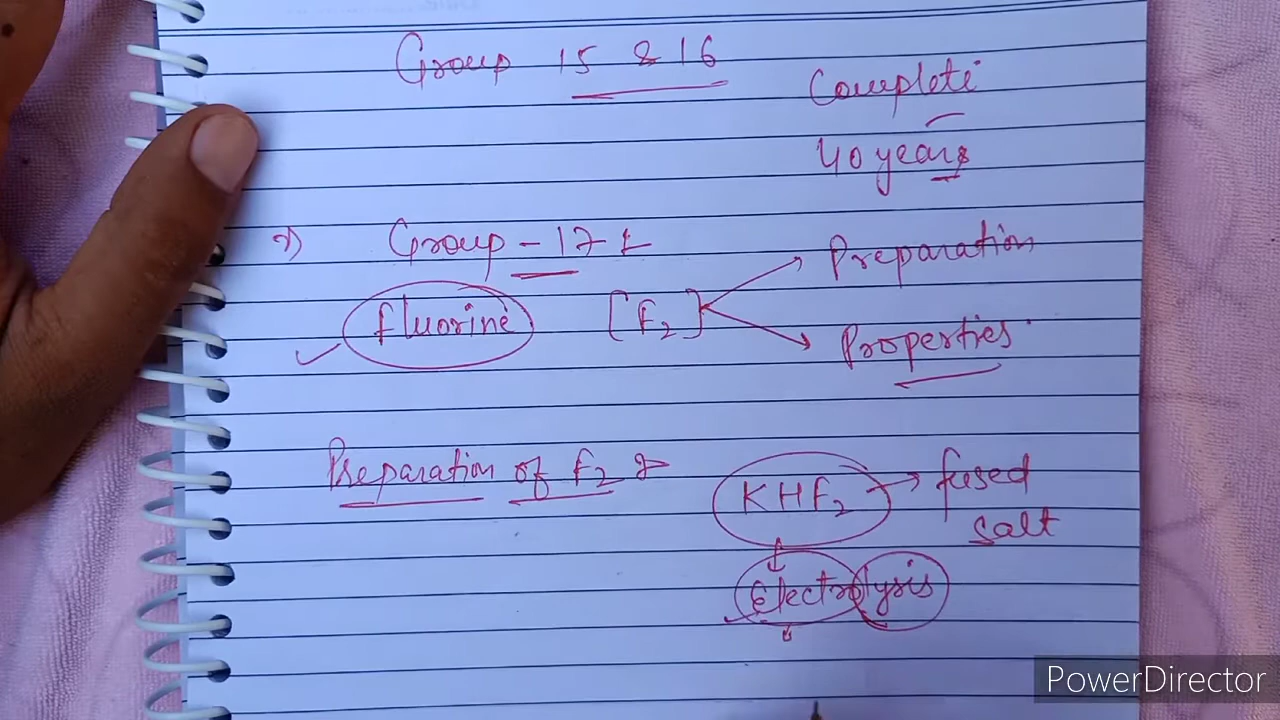 Group 15 & 16
Complete
40 years
Group - 17
Preparation
fluorine [F2]
Properties
Preparation of F2
KHF2 → fused
salt
Electrolysis
PowerDirector